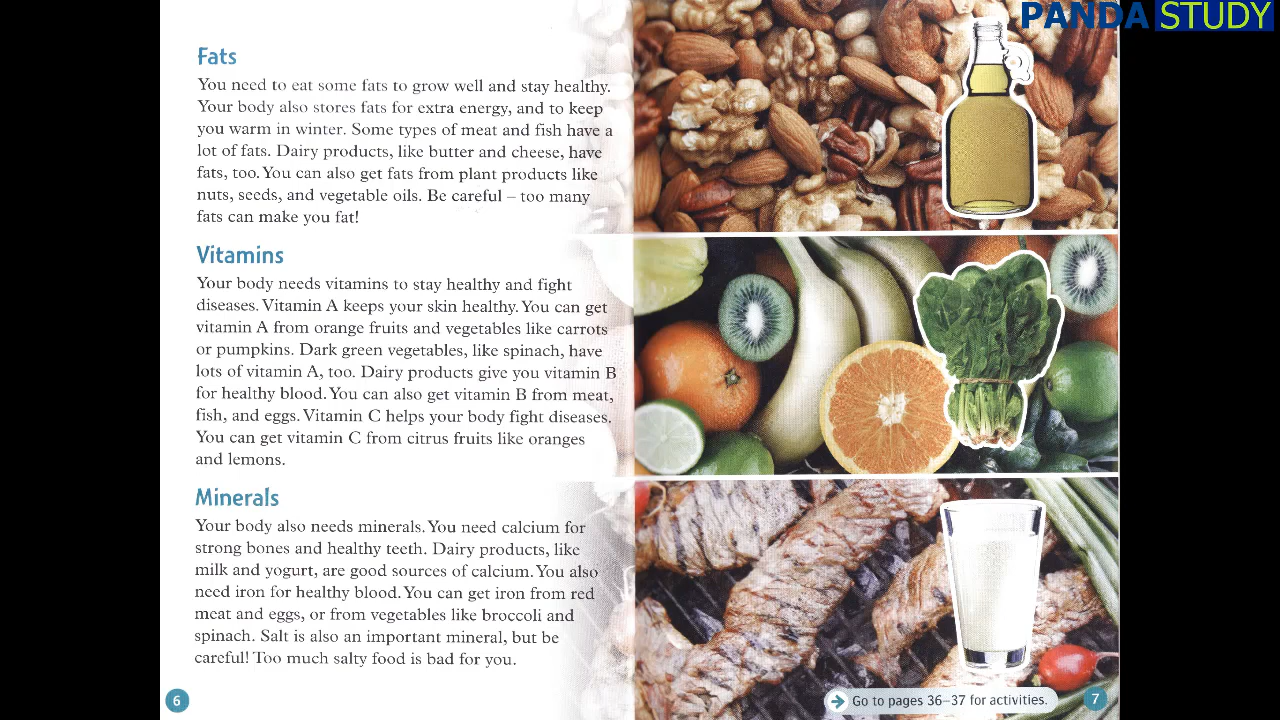 PANDA STUDY
Fats
You need to eat some fats to grow well and stay healthy.
Your body also stores fats for extra energy, and to keep
you warm in winter. Some types of meat and fish have a
lot of fats. Dairy products, like butter and cheese, have
fats, too. You can also get fats from plant products like
nuts, seeds, and vegetable oils. Be careful – too many
fats can make you fat!
Vitamins
Your body needs vitamins to stay healthy and fight
diseases. Vitamin A keeps your skin healthy. You can get
vitamin A from orange fruits and vegetables like carrots
or pumpkins. Dark green vegetables, like spinach, have
lots of vitamin A, too. Dairy products give you vitamin B
for healthy blood. You can also get vitamin B from meat,
fish, and eggs. Vitamin C helps your body fight diseases.
You can get vitamin C from citrus fruits like oranges
and lemons.
Minerals
Your body also needs minerals. You need calcium for
strong bones and healthy teeth. Dairy products, like
milk and yogurt, are good sources of calcium. You also
need iron for healthy blood. You can get iron from red
meat and eggs, or from vegetables like broccoli and
spinach. Salt is also an important mineral, but be
careful! Too much salty food is bad for you.
6
Go to pages 36–37 for activities.
7